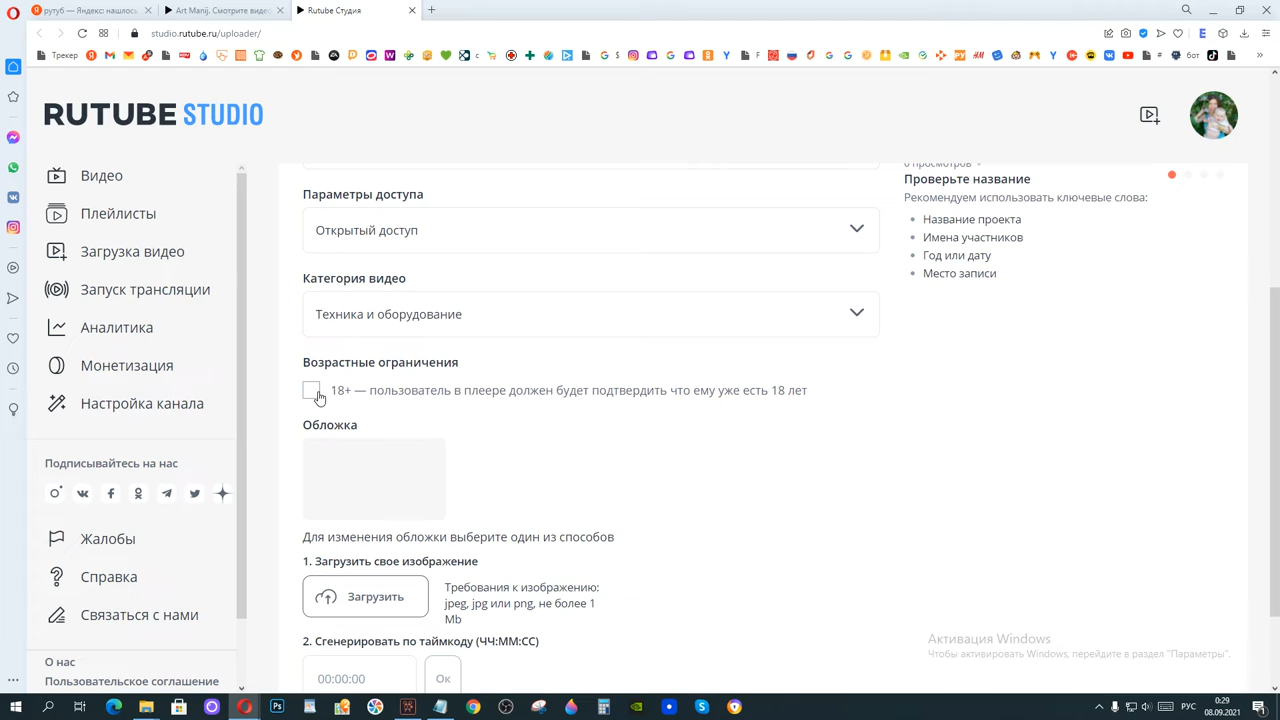 рутуб — Яндекс: нашлось
Art Manij. Смотрите видео
Rutube Студия
studio.rutube.ru/uploader/
Трекер
RUTUBE STUDIO
Видео
Плейлисты
Загрузка видео
Запуск трансляции
Аналитика
Монетизация
Настройка канала
Подписывайтесь на нас
Жалобы
Справка
Связаться с нами
О нас
Пользовательское соглашение
Параметры доступа
Открытый доступ
Категория видео
Техника и оборудование
Возрастные ограничения
18+ — пользователь в плеере должен будет подтвердить что ему уже есть 18 лет
Обложка
Для изменения обложки выберите один из способов
1. Загрузить свое изображение
Загрузить
Требования к изображению:
jpeg, jpg или png, не более 1
Mb
2. Сгенерировать по таймкоду (ЧЧ:ММ:СС)
00:00:00
Ок
0 просмотров
Проверьте название
Рекомендуем использовать ключевые слова:
Название проекта
Имена участников
Год или дату
Место записи
Активация Windows
Чтобы активировать Windows, перейдите в раздел "Параметры".
РУС
0:29
08.09.2021